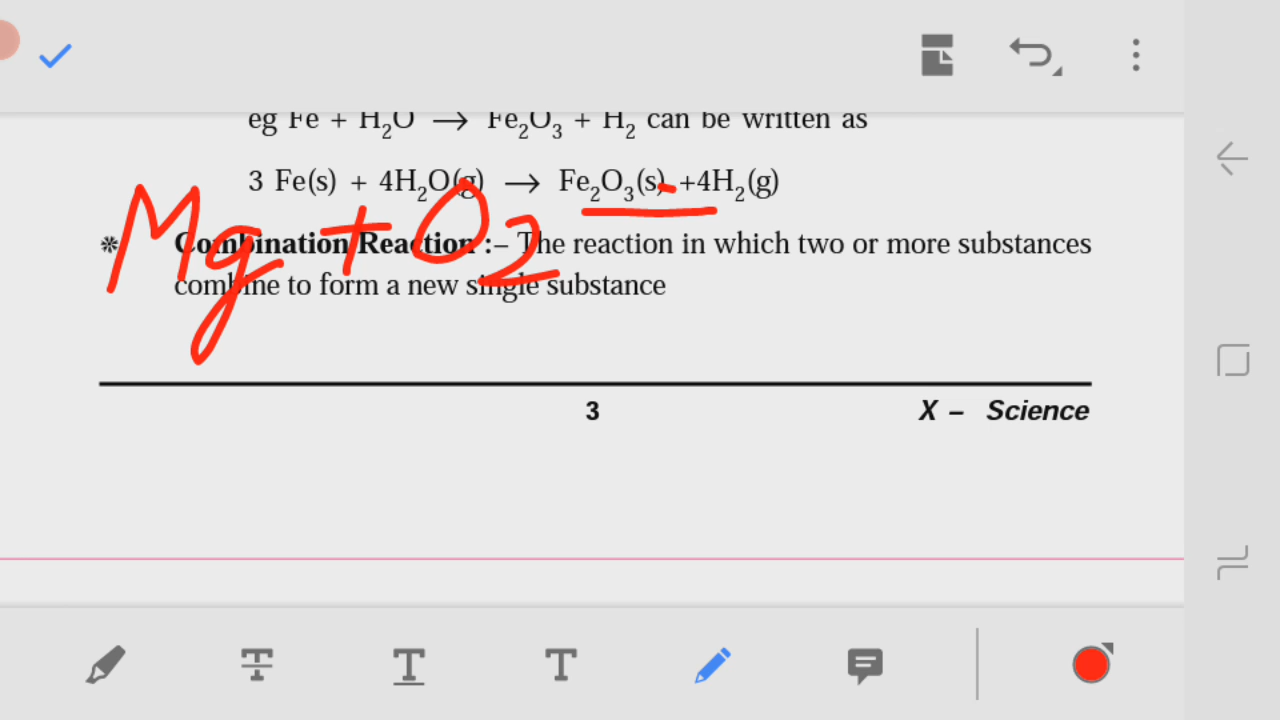 eg Fe + H₂O → Fe₂O₃ + H₂ can be written as
3 Fe(s) + 4H₂O(g) → Fe₂O₃(s) +4H₂(g)
Mg + O₂
* Combination Reaction :– The reaction in which two or more substances
combine to form a new single substance
3 X – Science
T T T